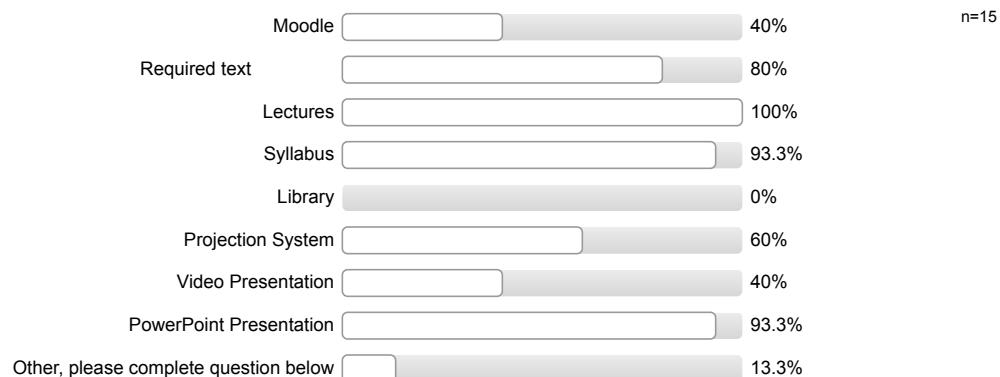 n=15
Moodle 40%
Required text 80%
Lectures 100%
Syllabus 93.3%
Library 0%
Projection System 60%
Video Presentation 40%
PowerPoint Presentation 93.3%
Other, please complete question below 13.3%